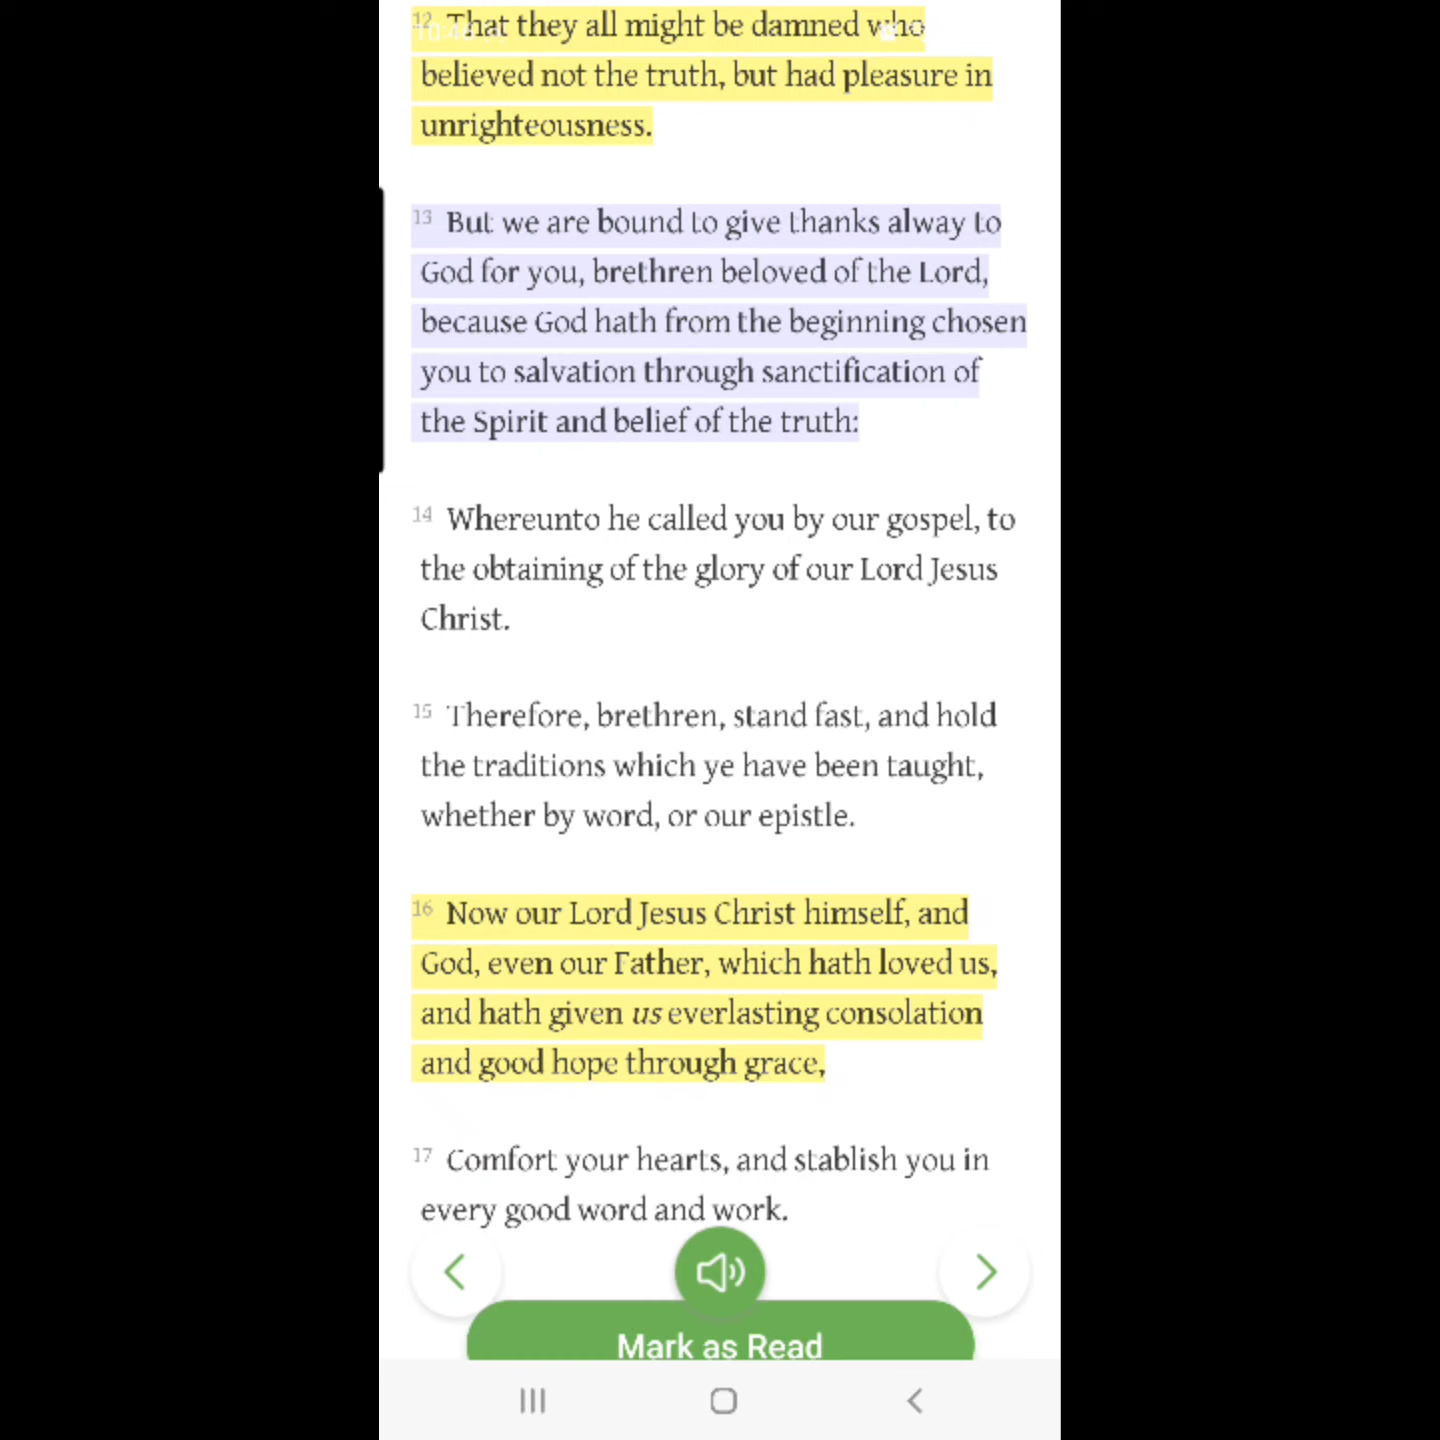 12 That they all might be damned who
believed not the truth, but had pleasure in
unrighteousness.
13 But we are bound to give thanks alway to
God for you, brethren beloved of the Lord,
because God hath from the beginning chosen
you to salvation through sanctification of
the Spirit and belief of the truth:
14 Whereunto he called you by our gospel, to
the obtaining of the glory of our Lord Jesus
Christ.
15 Therefore, brethren, stand fast, and hold
the traditions which ye have been taught,
whether by word, or our epistle.
16 Now our Lord Jesus Christ himself, and
God, even our Father, which hath loved us,
and hath given us everlasting consolation
and good hope through grace,
17 Comfort your hearts, and stablish you in
every good word and work.
Mark as Read